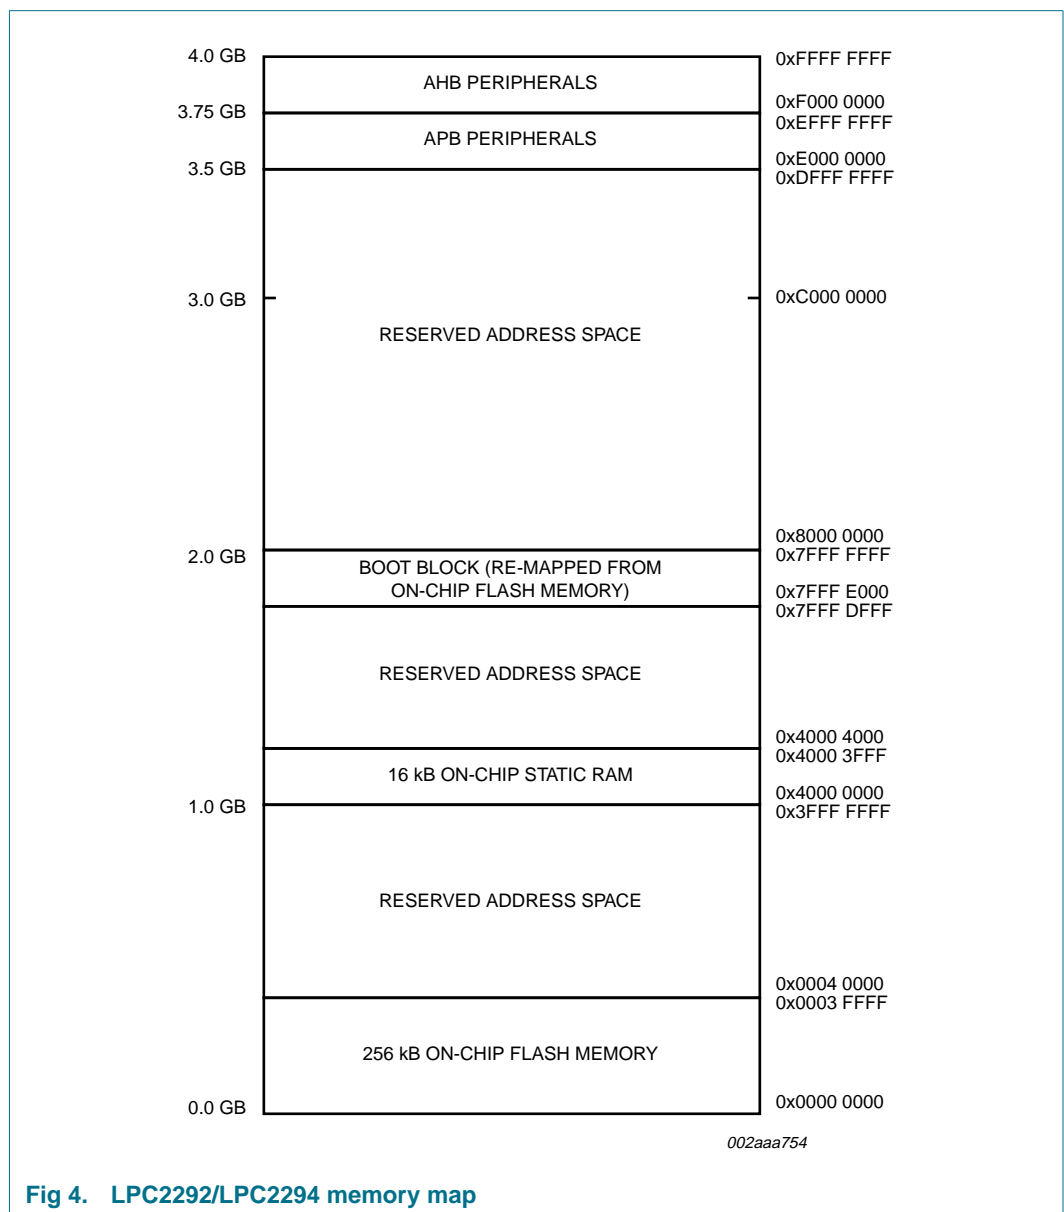 4.0 GB
0xFFFF FFFF
AHB PERIPHERALS
0xF000 0000
3.75 GB
0xEFFF FFFF
APB PERIPHERALS
0xE000 0000
3.5 GB
0xDFFF FFFF
3.0 GB
0xC000 0000
RESERVED ADDRESS SPACE
0x8000 0000
2.0 GB
0x7FFF FFFF
BOOT BLOCK (RE-MAPPED FROM
ON-CHIP FLASH MEMORY)
0x7FFF E000
0x7FFF DFFF
RESERVED ADDRESS SPACE
0x4000 4000
0x4000 3FFF
16 kB ON-CHIP STATIC RAM
0x4000 0000
1.0 GB
0x3FFF FFFF
RESERVED ADDRESS SPACE
0x0004 0000
0x0003 FFFF
256 kB ON-CHIP FLASH MEMORY
0.0 GB
0x0000 0000
002aaa754
Fig 4. LPC2292/LPC2294 memory map